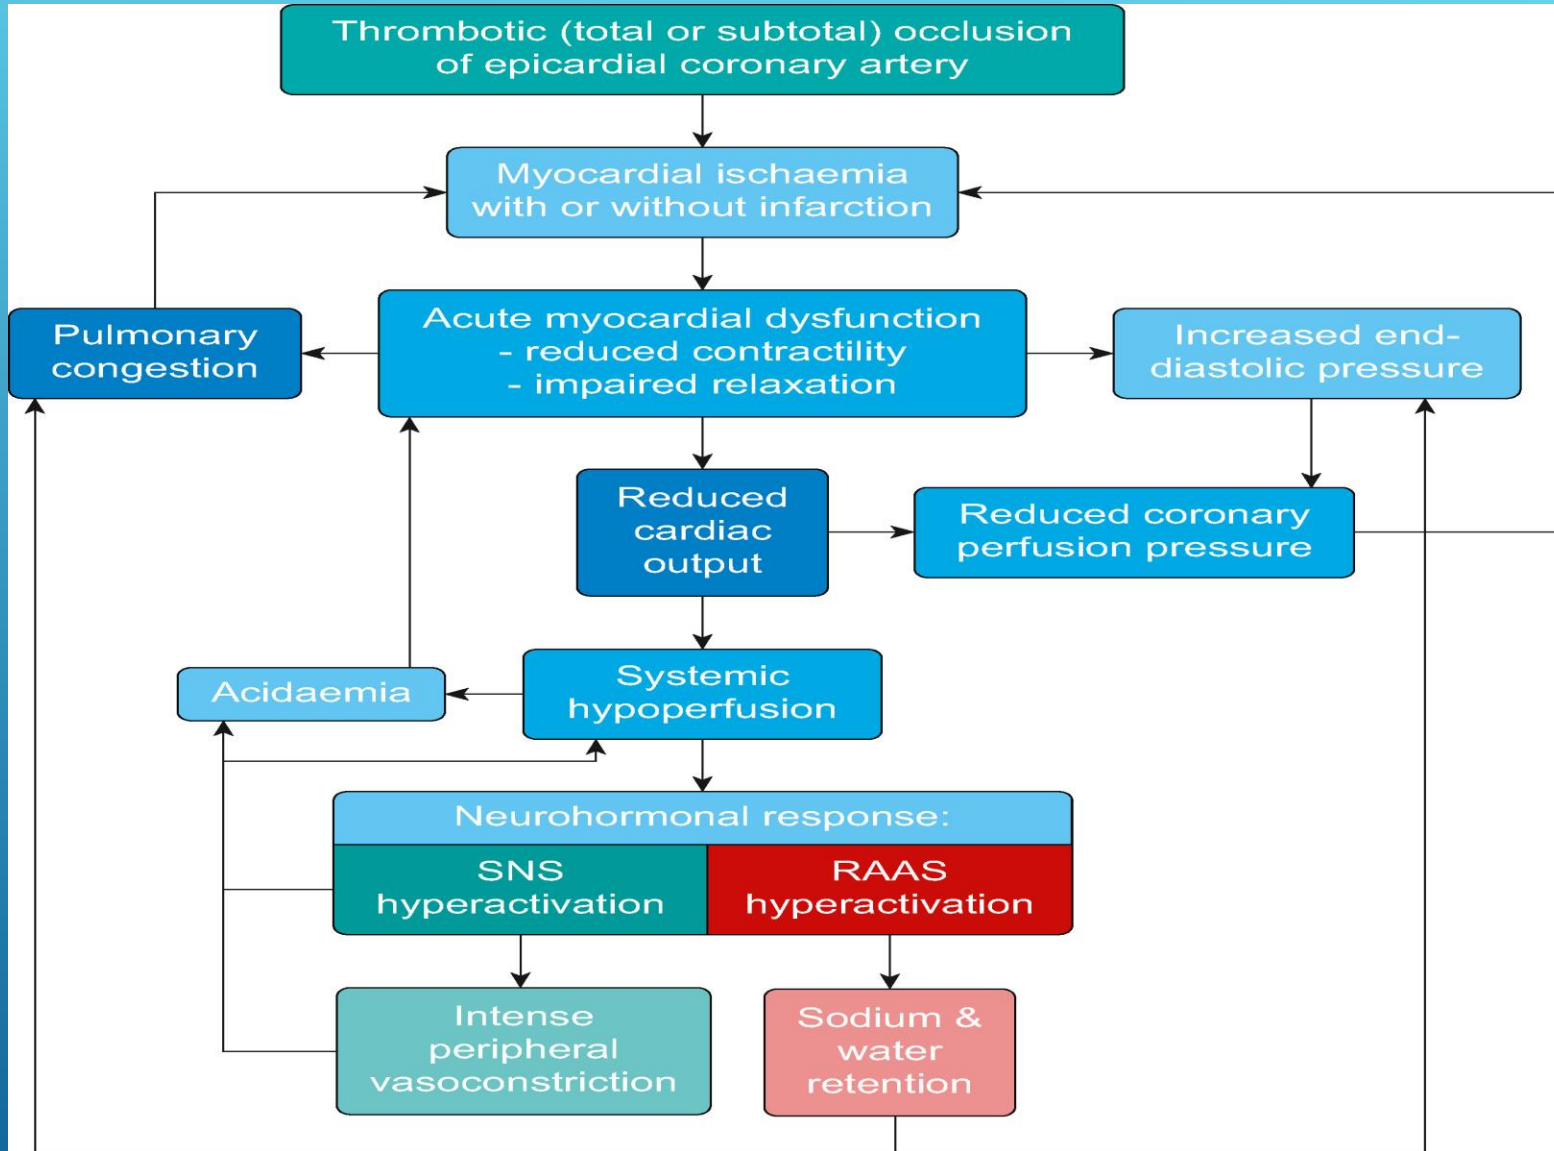 Thrombotic (total or subtotal) occlusion
of epicardial coronary artery
Myocardial ischaemia
with or without infarction
Pulmonary
congestion
Acute myocardial dysfunction
- reduced contractility
- impaired relaxation
Increased end-
diastolic pressure
Reduced
cardiac
output
Reduced coronary
perfusion pressure
Acidaemia
Systemic
hypoperfusion
Neurohormonal response:
SNS
hyperactivation
RAAS
hyperactivation
Intense
peripheral
vasoconstriction
Sodium &
water
retention